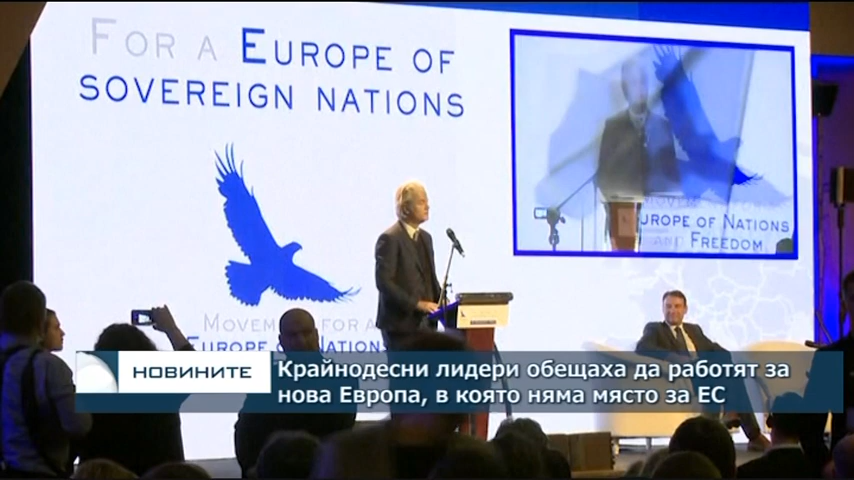 FOR A EUROPE OF
SOVEREIGN NATIONS
MOVEMENT FOR A
EUROPE OF NATIONS
EUROPE OF NATIONS
AND FREEDOM
НОВИНИТЕ
Крайнодесни лидери обещаха да работят за
нова Европа, в която няма място за ЕС